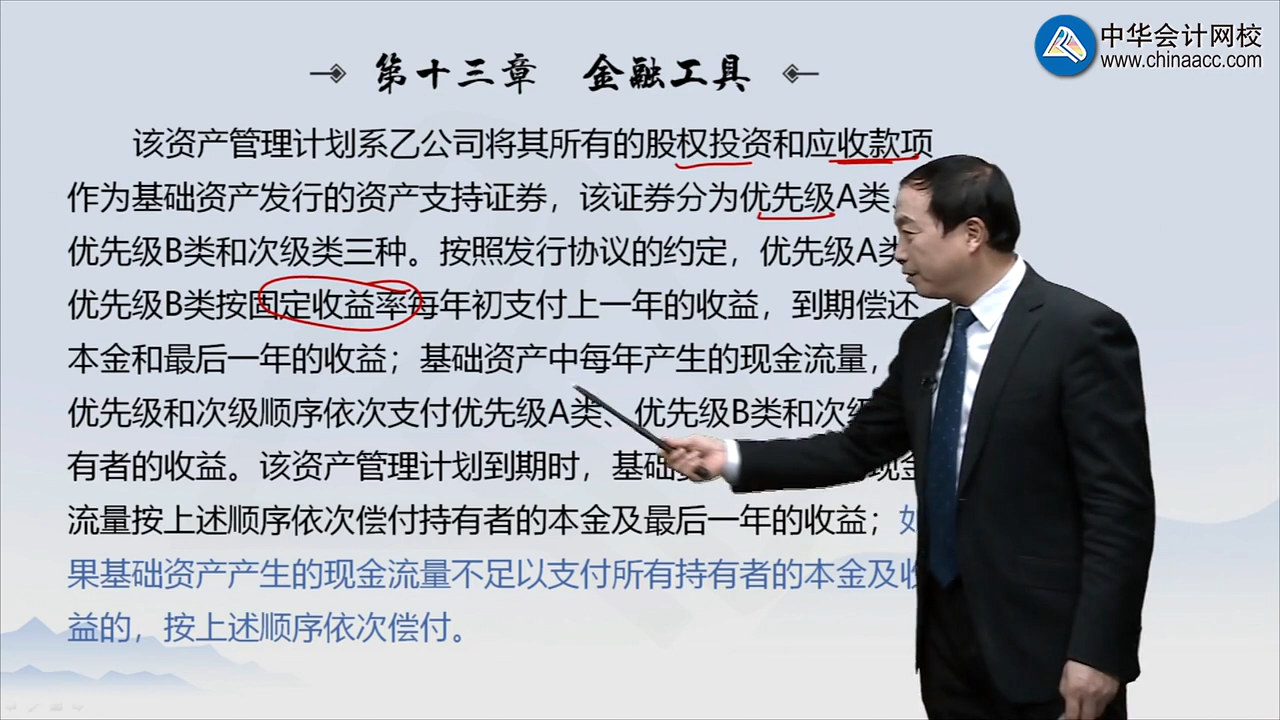 中华会计网校
www.chinaacc.com
第十三章 金融工具
该资产管理计划系乙公司将其所有的股权投资和应收款项
作为基础资产发行的资产支持证券，该证券分为优先级A类、
优先级B类和次级类三种。按照发行协议的约定，优先级A类
优先级B类按固定收益率每年初支付上一年的收益，到期偿还
本金和最后一年的收益；基础资产中每年产生的现金流量，
优先级和次级顺序依次支付优先级A类、优先级B类和次级
有者的收益。该资产管理计划到期时，基础 现金
流量按上述顺序依次偿付持有者的本金及最后一年的收益；如
果基础资产产生的现金流量不足以支付所有持有者的本金及收
益的，按上述顺序依次偿付。